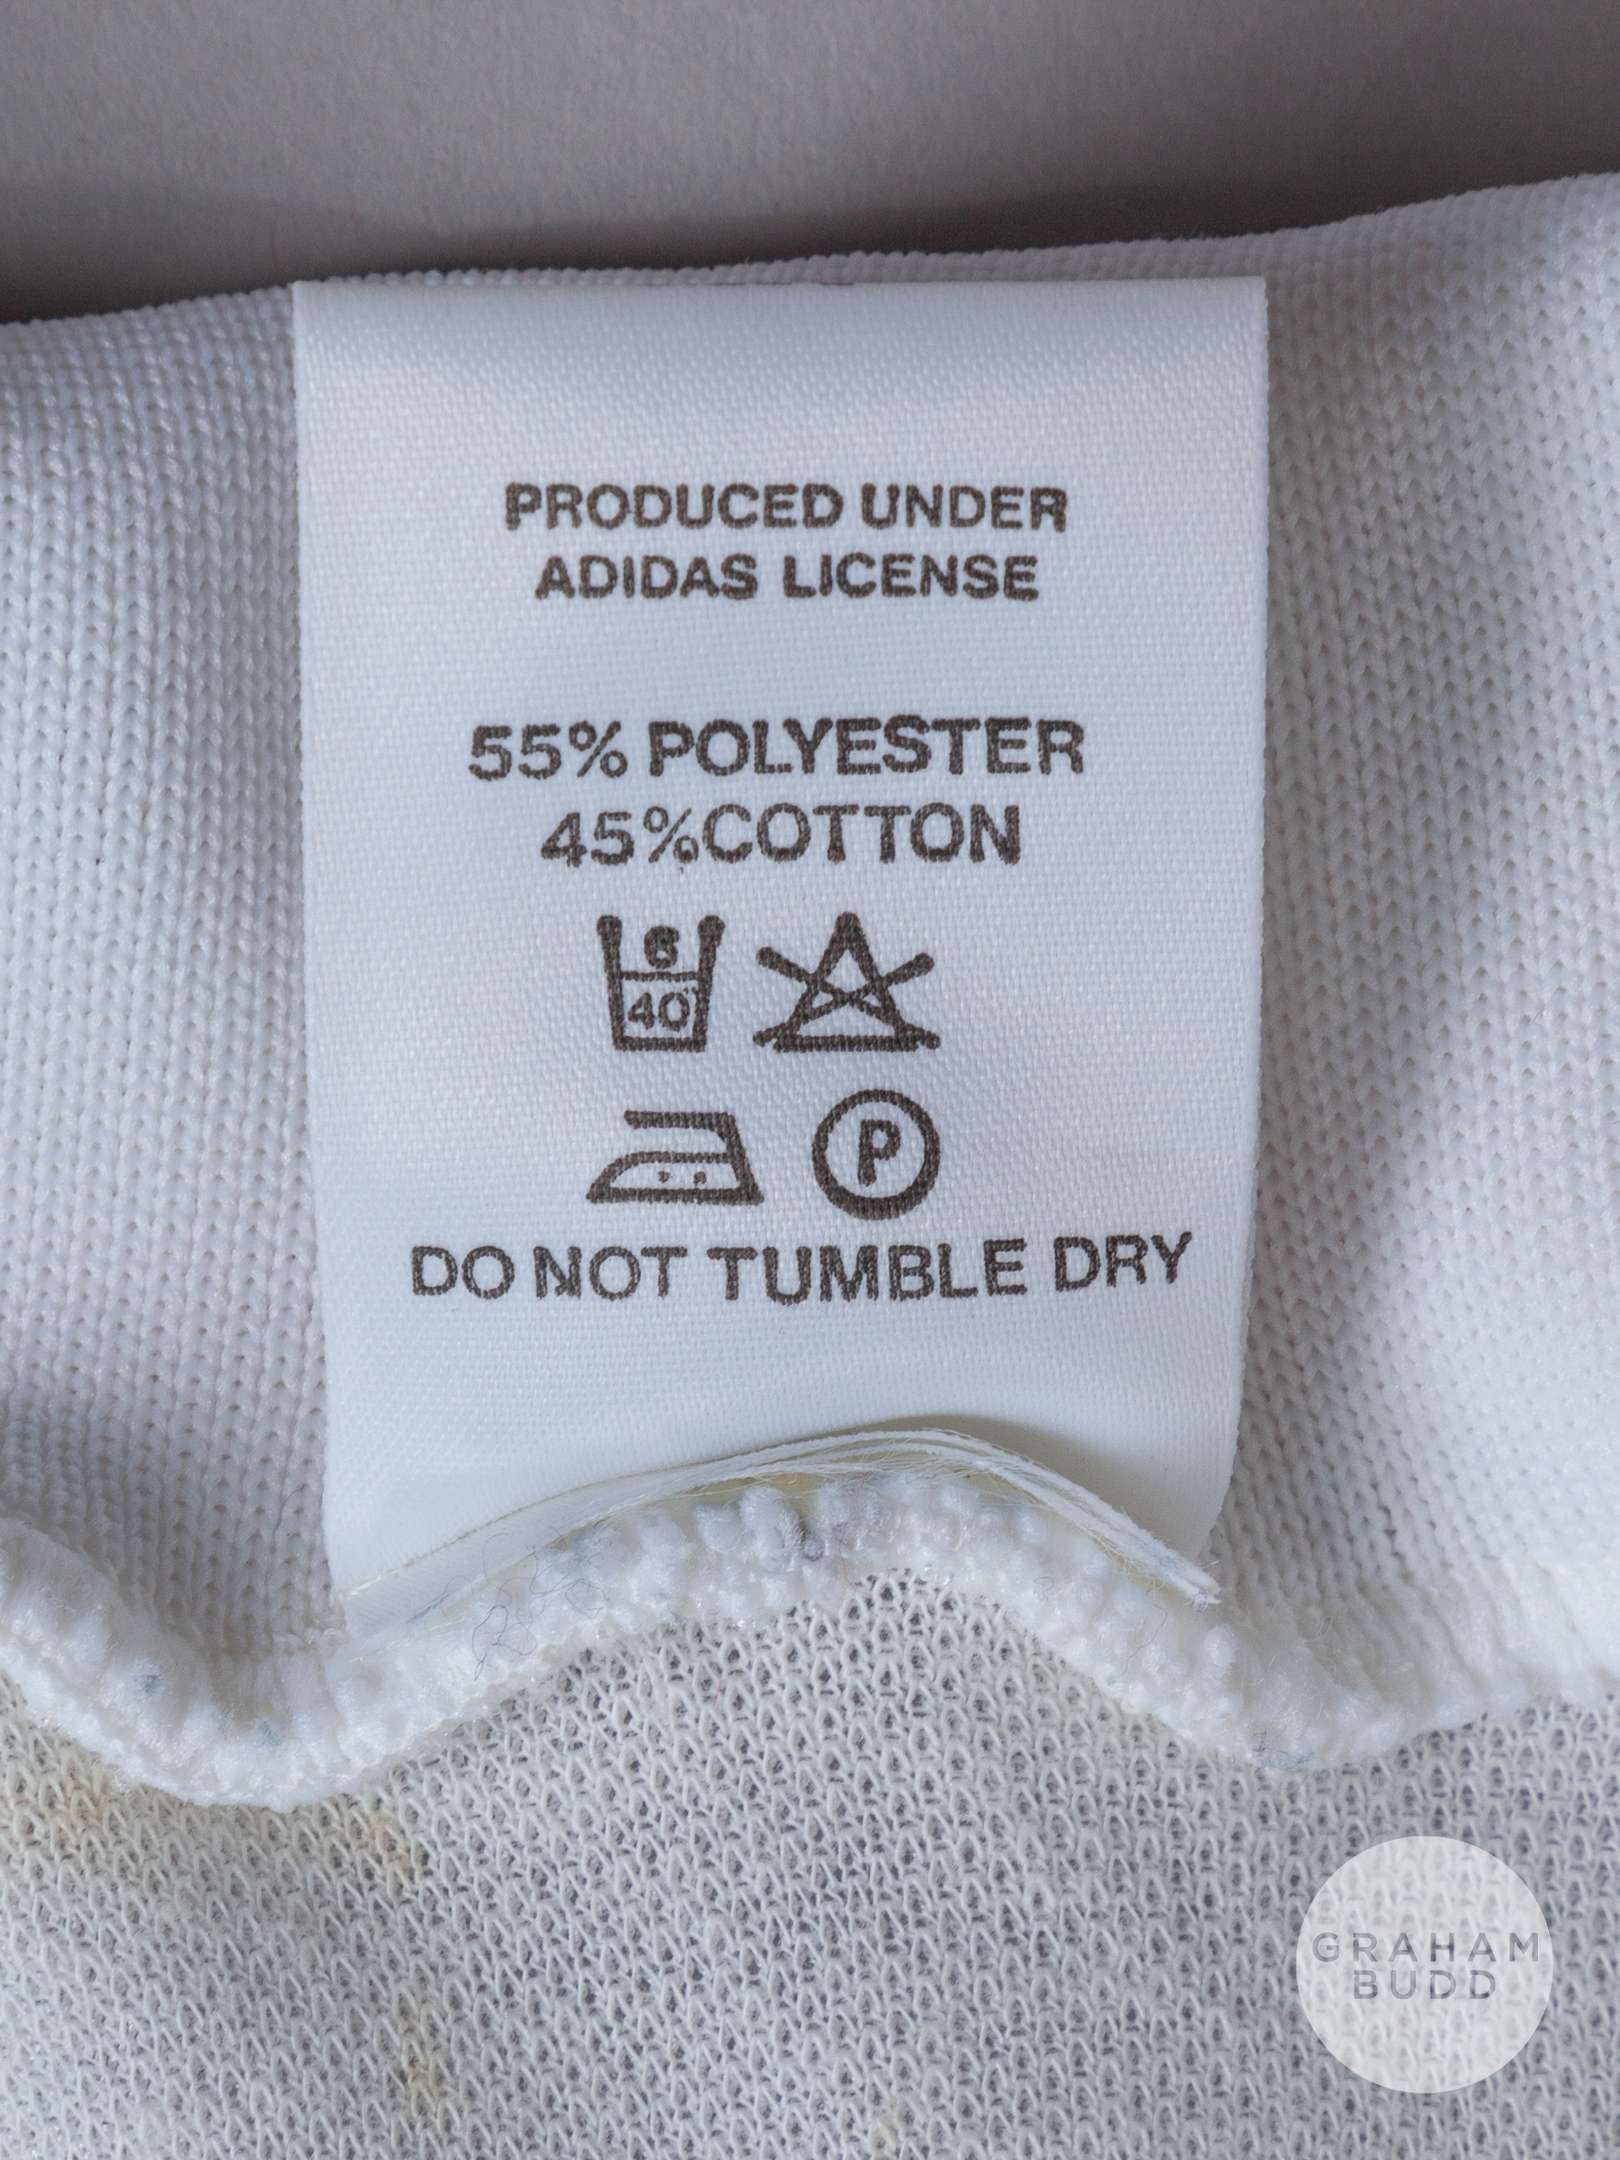 PRODUCED UNDER
ADIDAS LICENSE
55% POLYESTER
45%COTTON
6
40°
P
DO NOT TUMBLE DRY
GRAHAM
BUDD